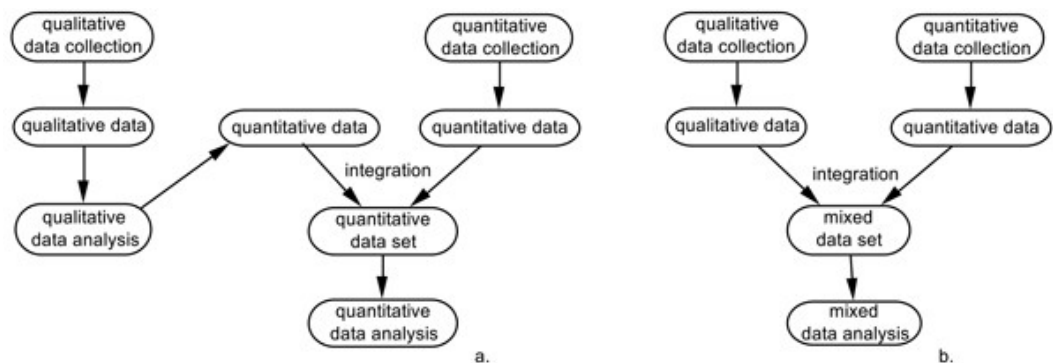 qualitative
data collection
qualitative data
qualitative
data analysis
quantitative data
quantitative
data collection
quantitative data
integration
quantitative
data set
quantitative
data analysis
a.
qualitative
data collection
qualitative data
quantitative
data collection
quantitative data
integration
mixed
data set
mixed
data analysis
b.